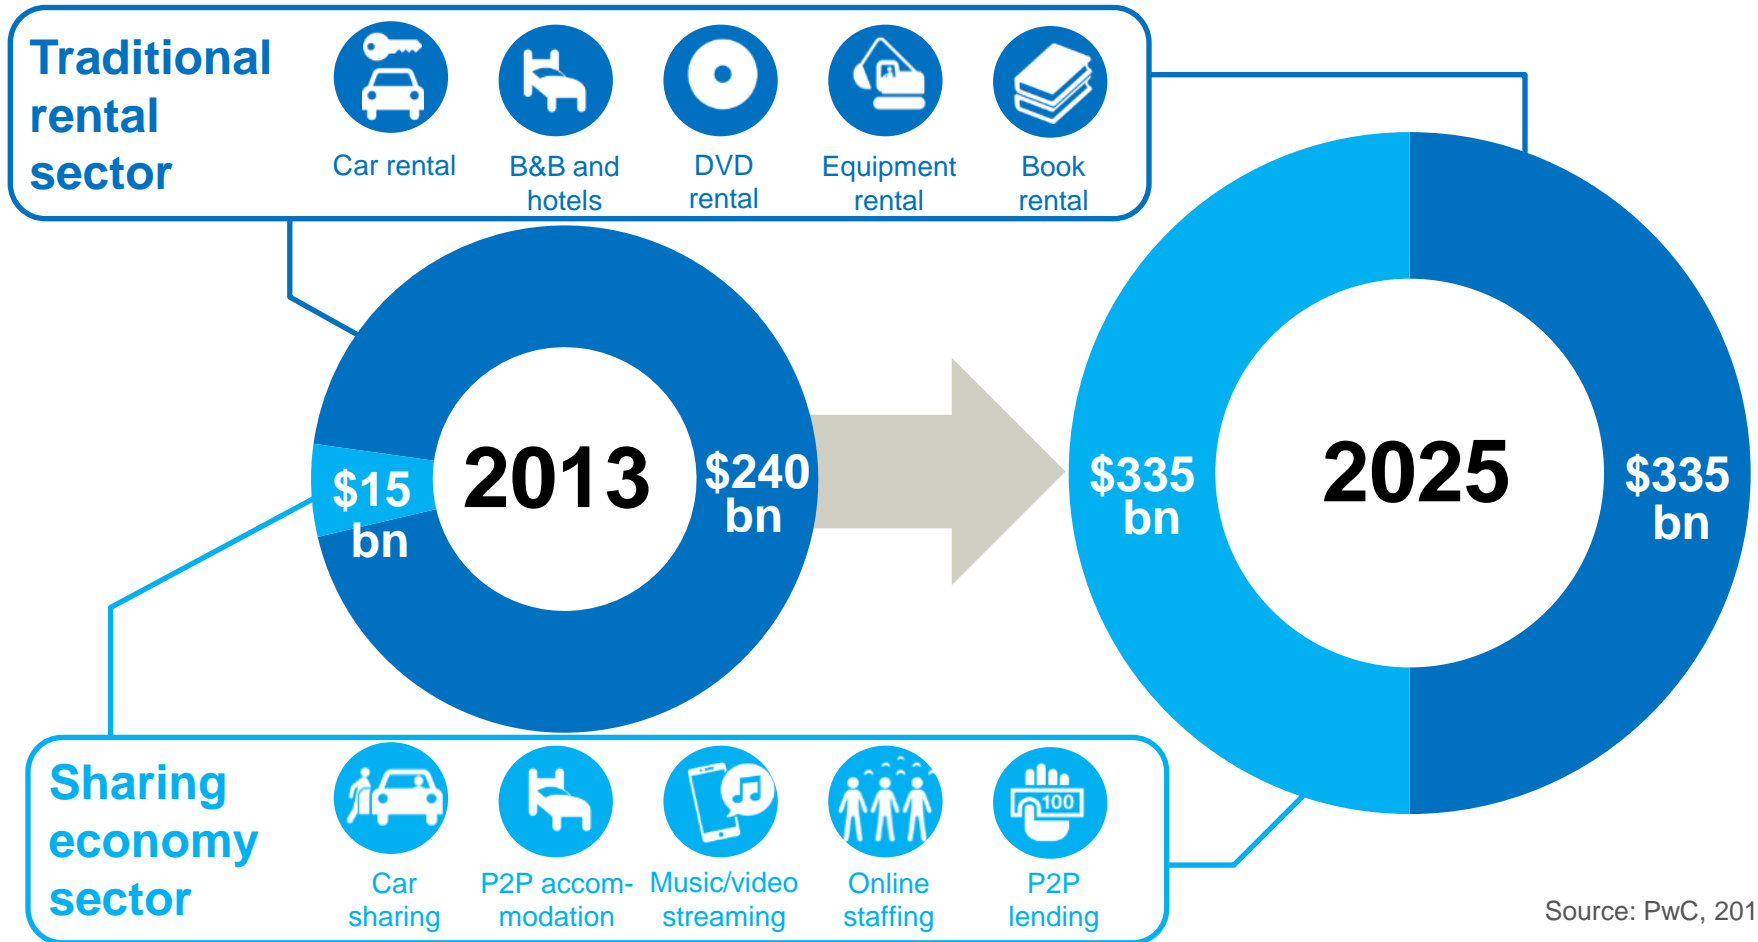 Traditional
rental
sector
Car rental
B&B and
hotels
DVD
rental
Equipment
rental
Book
rental
2013
$15
bn
$240
bn
2025
$335
bn
$335
bn
Sharing
economy
sector
Car
sharing
P2P accom-
modation
Music/video
streaming
Online
staffing
100
P2P
lending
Source: PwC, 201